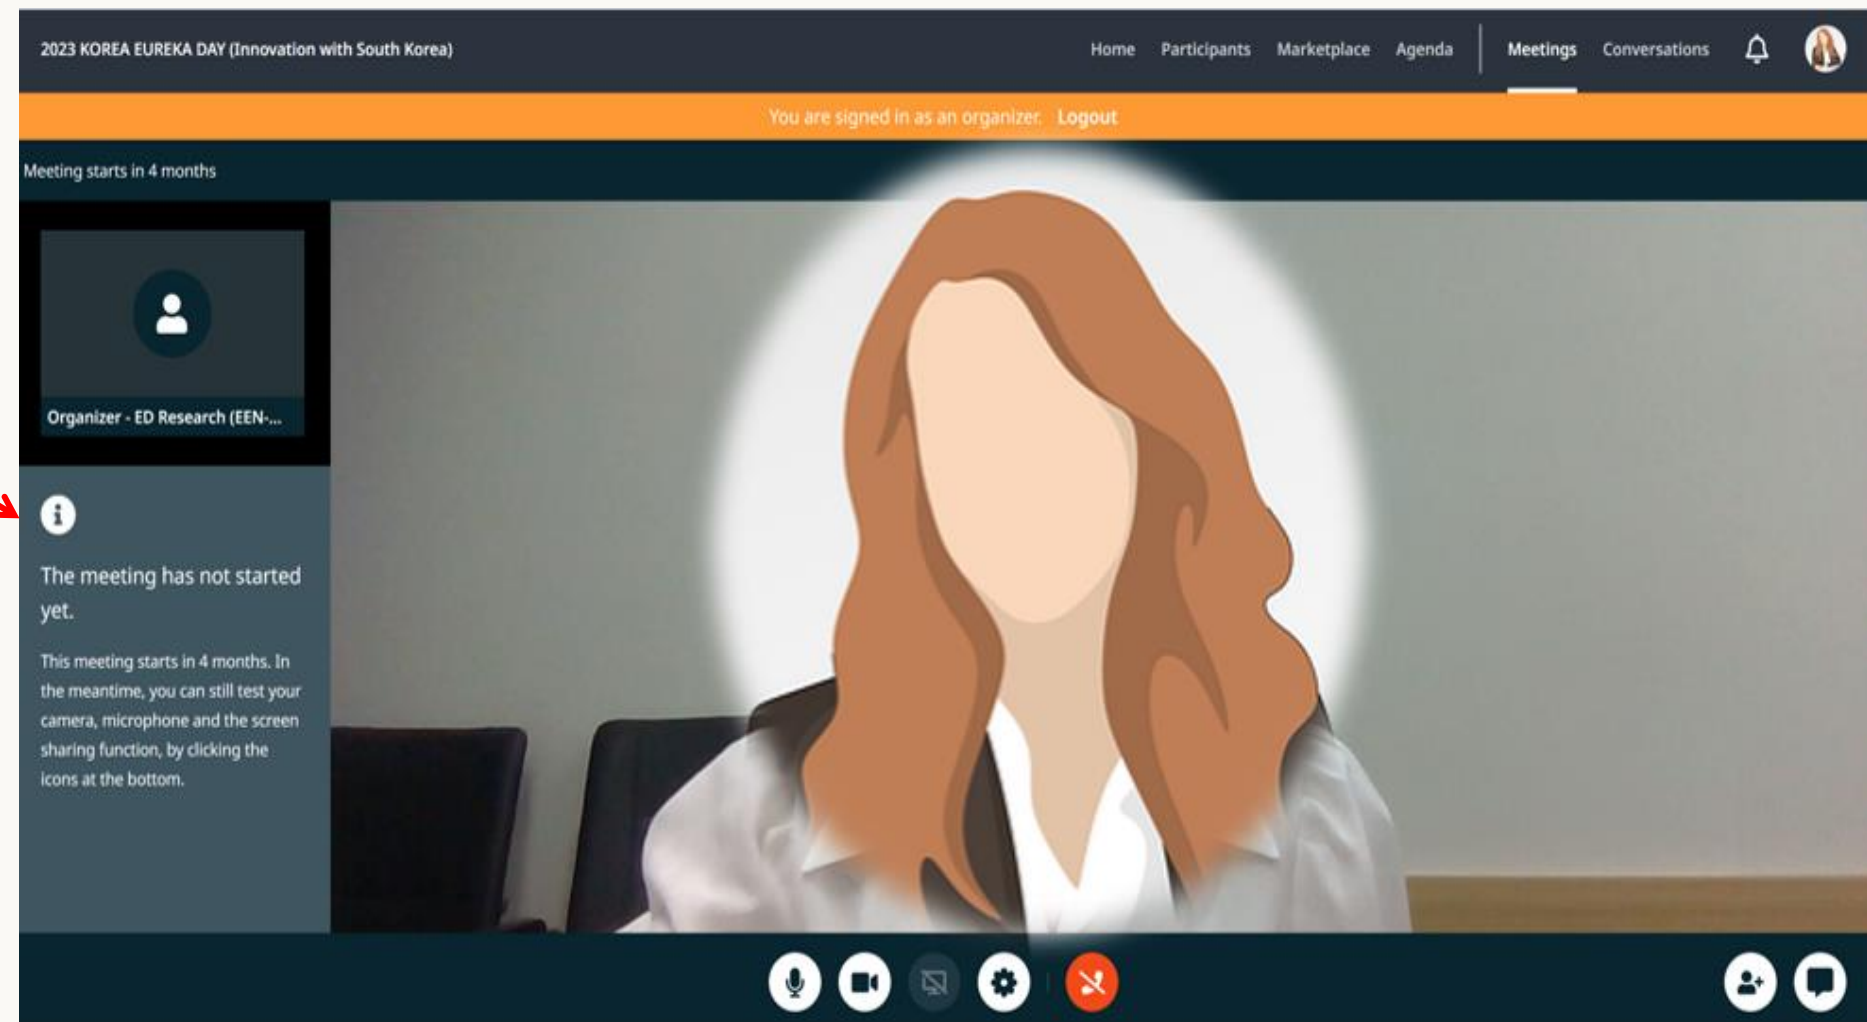 2023 KOREA EUREKA DAY (Innovation with South Korea)
Home Participants Marketplace Agenda Meetings Conversations
You are signed in as an organizer. Logout
Meeting starts in 4 months
Organizer - ED Research (EEN-...
The meeting has not started
yet.
This meeting starts in 4 months. In
the meantime, you can still test your
camera, microphone and the screen
sharing function, by clicking the
icons at the bottom.